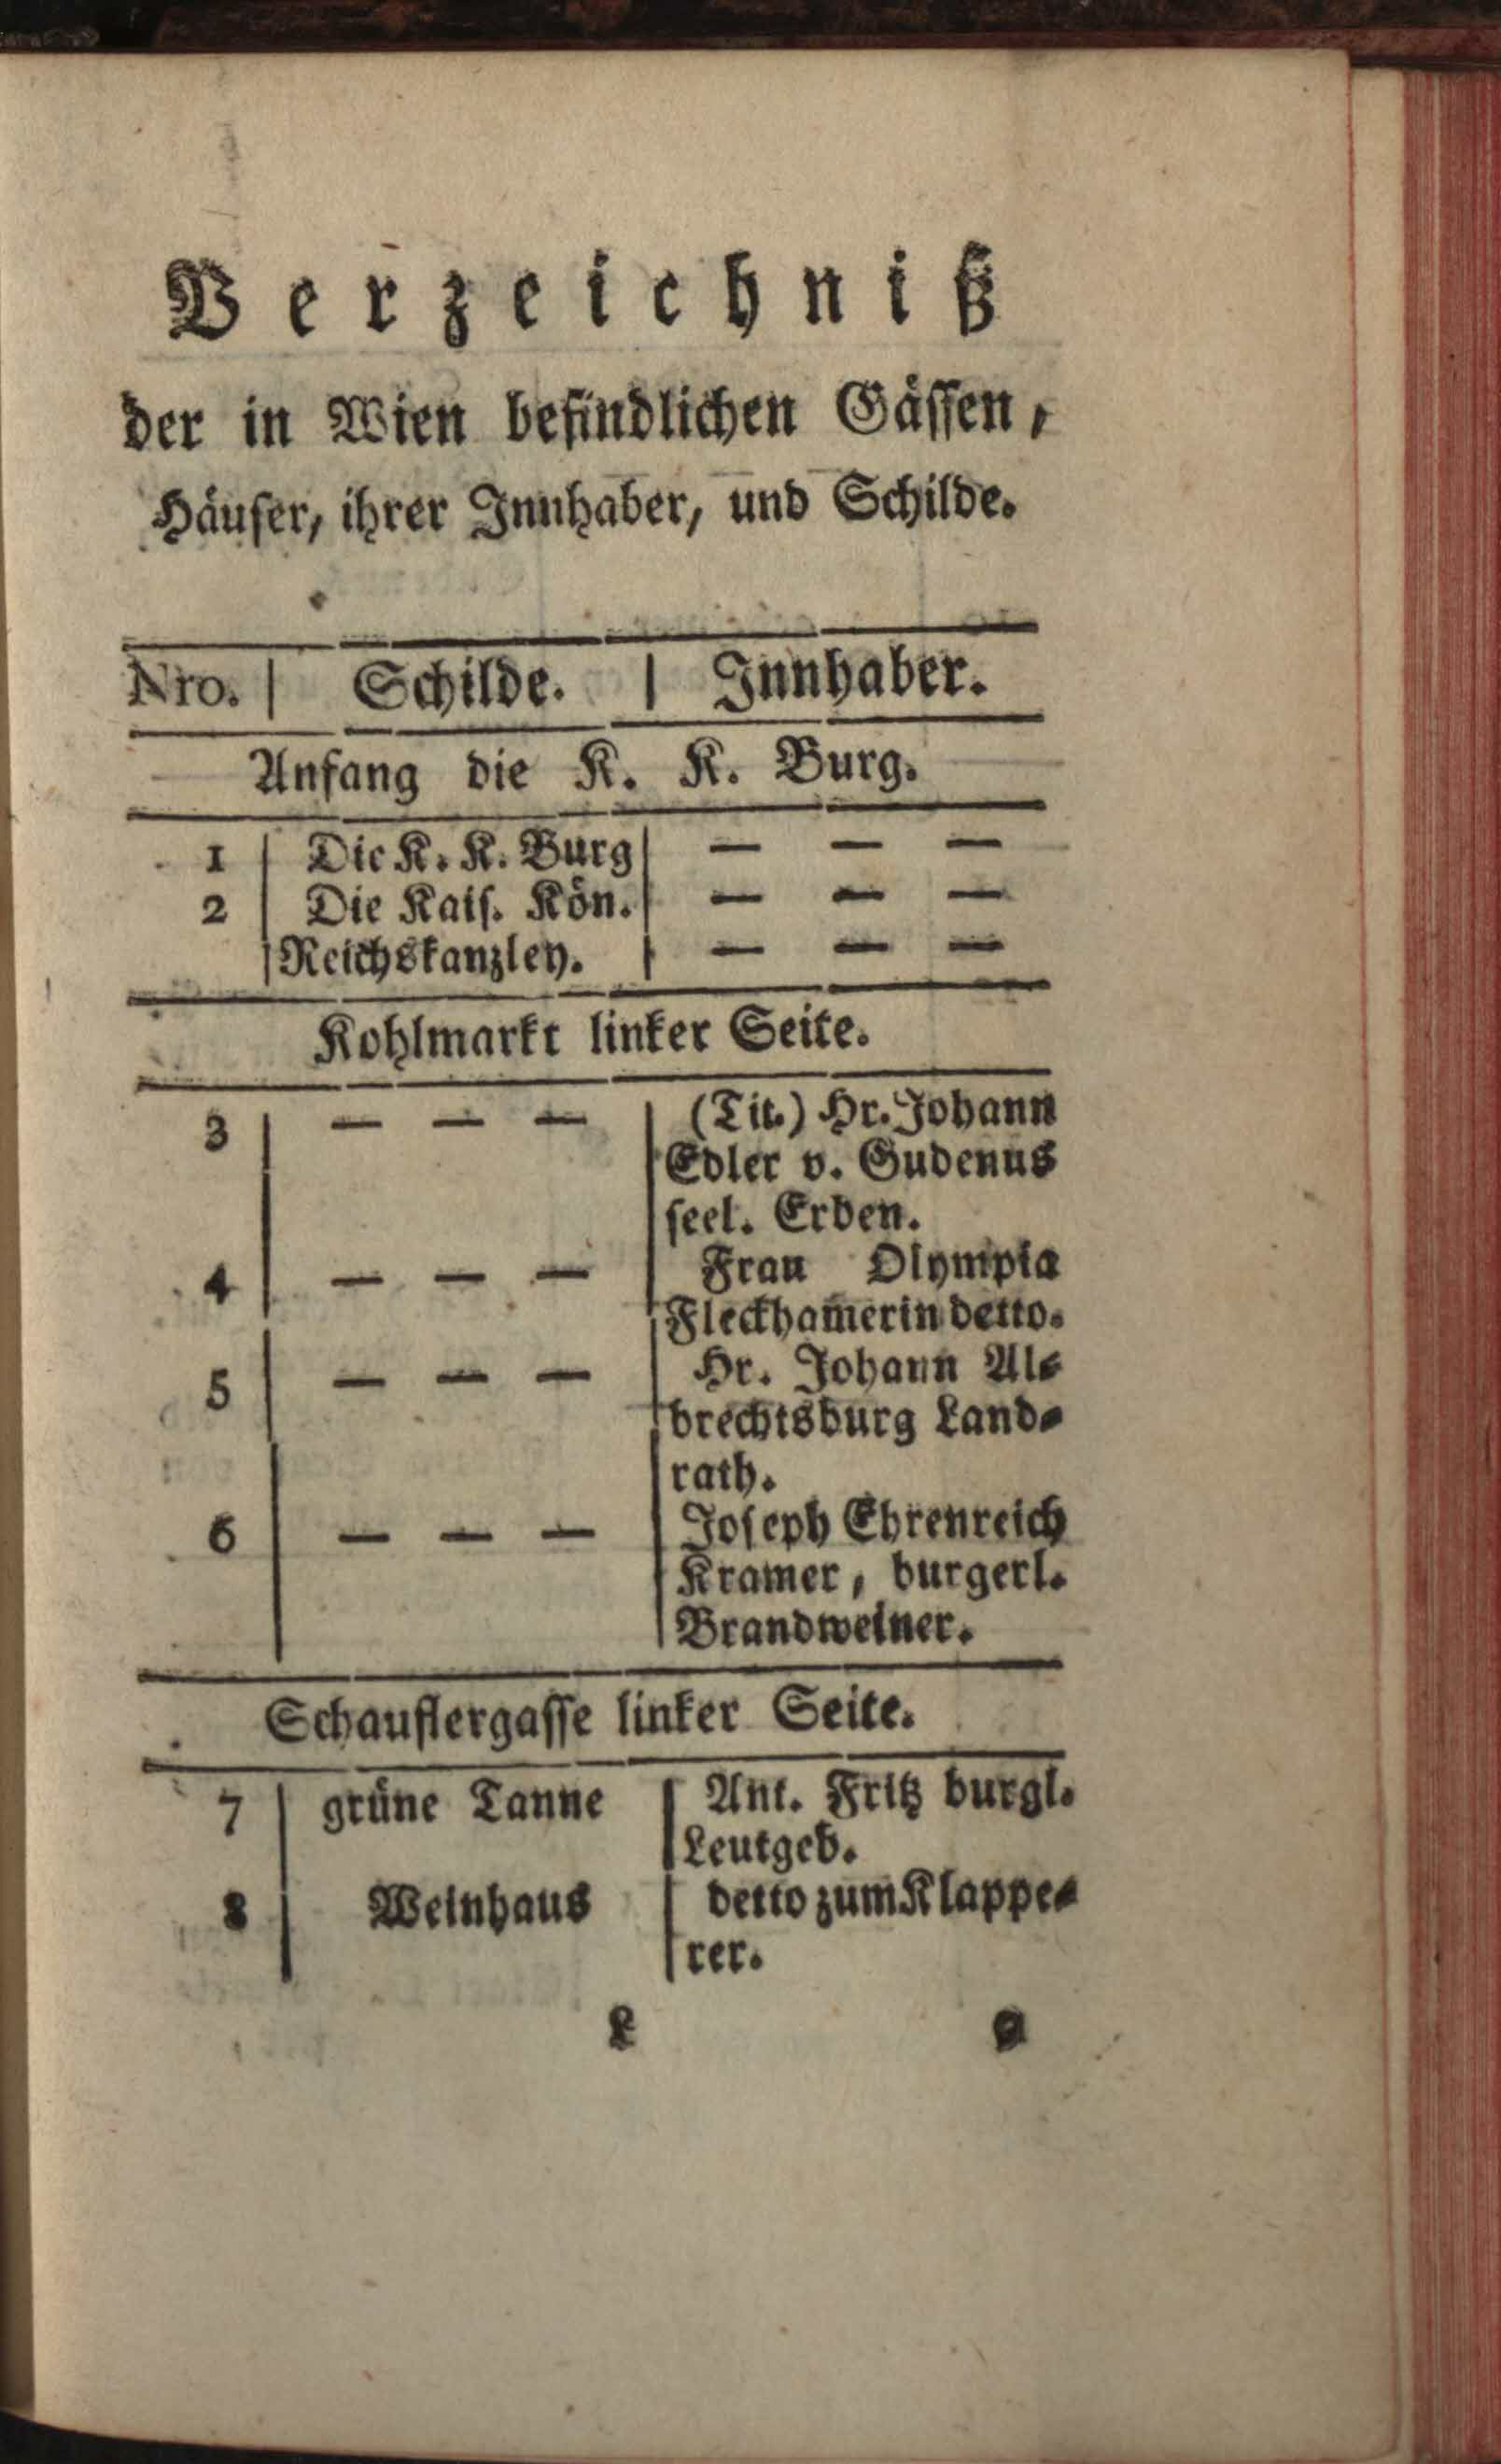 Verzeichniß
der in Wien befindlichen Gässen,
Häuser, ihrer Innhaber, und Schilde.
Nro. | Schilde. | Innhaber.
Anfang die K. K. Burg.
1 | Die K. K. Burg | — — —
2 | Die Kais. Kön. | — — —
| Reichskanzley. | — — —
Kohlmarkt linker Seite.
3 | — — — | (Tit.) Hr. Johann
Edler v. Gudenus
seel. Erben.
4 | — — — | Frau Olympia
Fleckham̄erin detto.
5 | — — — | Hr. Johann Al-
brechtsburg Land-
rath.
6 | — — — | Joseph Ehrenreich
Kramer, burgerl.
Brandweiner.
Schauflergasse linker Seite.
7 | grüne Tanne | Ant. Fritz burgl.
Leutgeb.
8 | Weinhaus | detto zum Klappe-
rer.
L 9